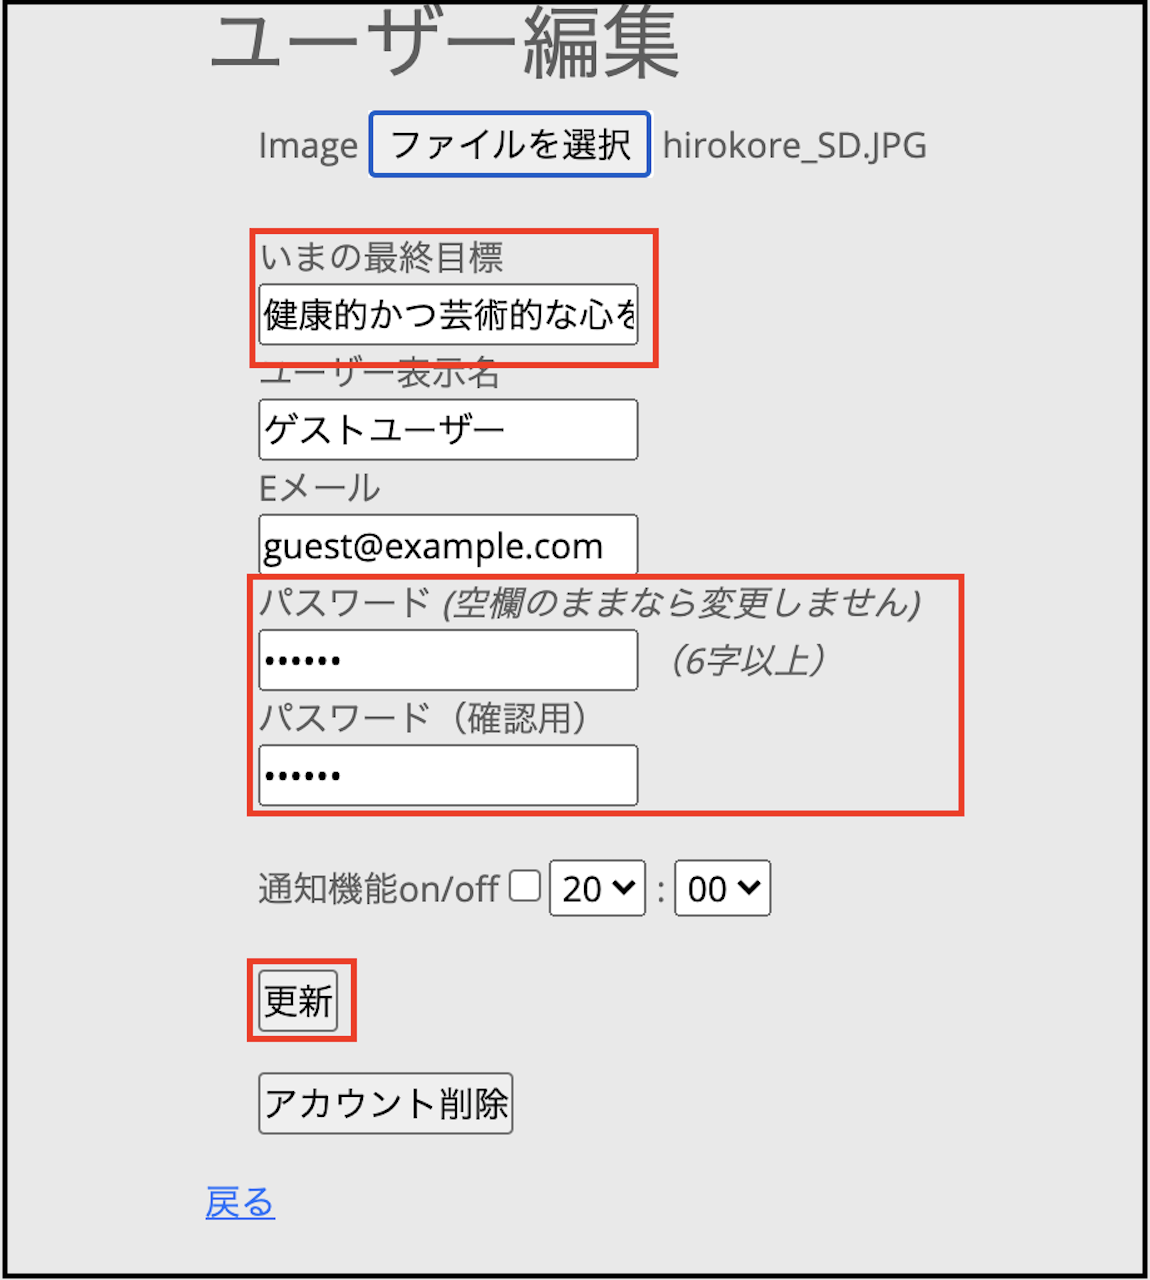 ユーザー編集
Image ファイルを選択 hirokore_SD.JPG
いまの最終目標
健康的かつ芸術的な心を
ユーザー表示名
ゲストユーザー
Eメール
guest@example.com
パスワード (空欄のままなら変更しません)
•••••• （6字以上）
パスワード（確認用）
••••••
通知機能on/off 20 : 00
更新
アカウント削除
戻る